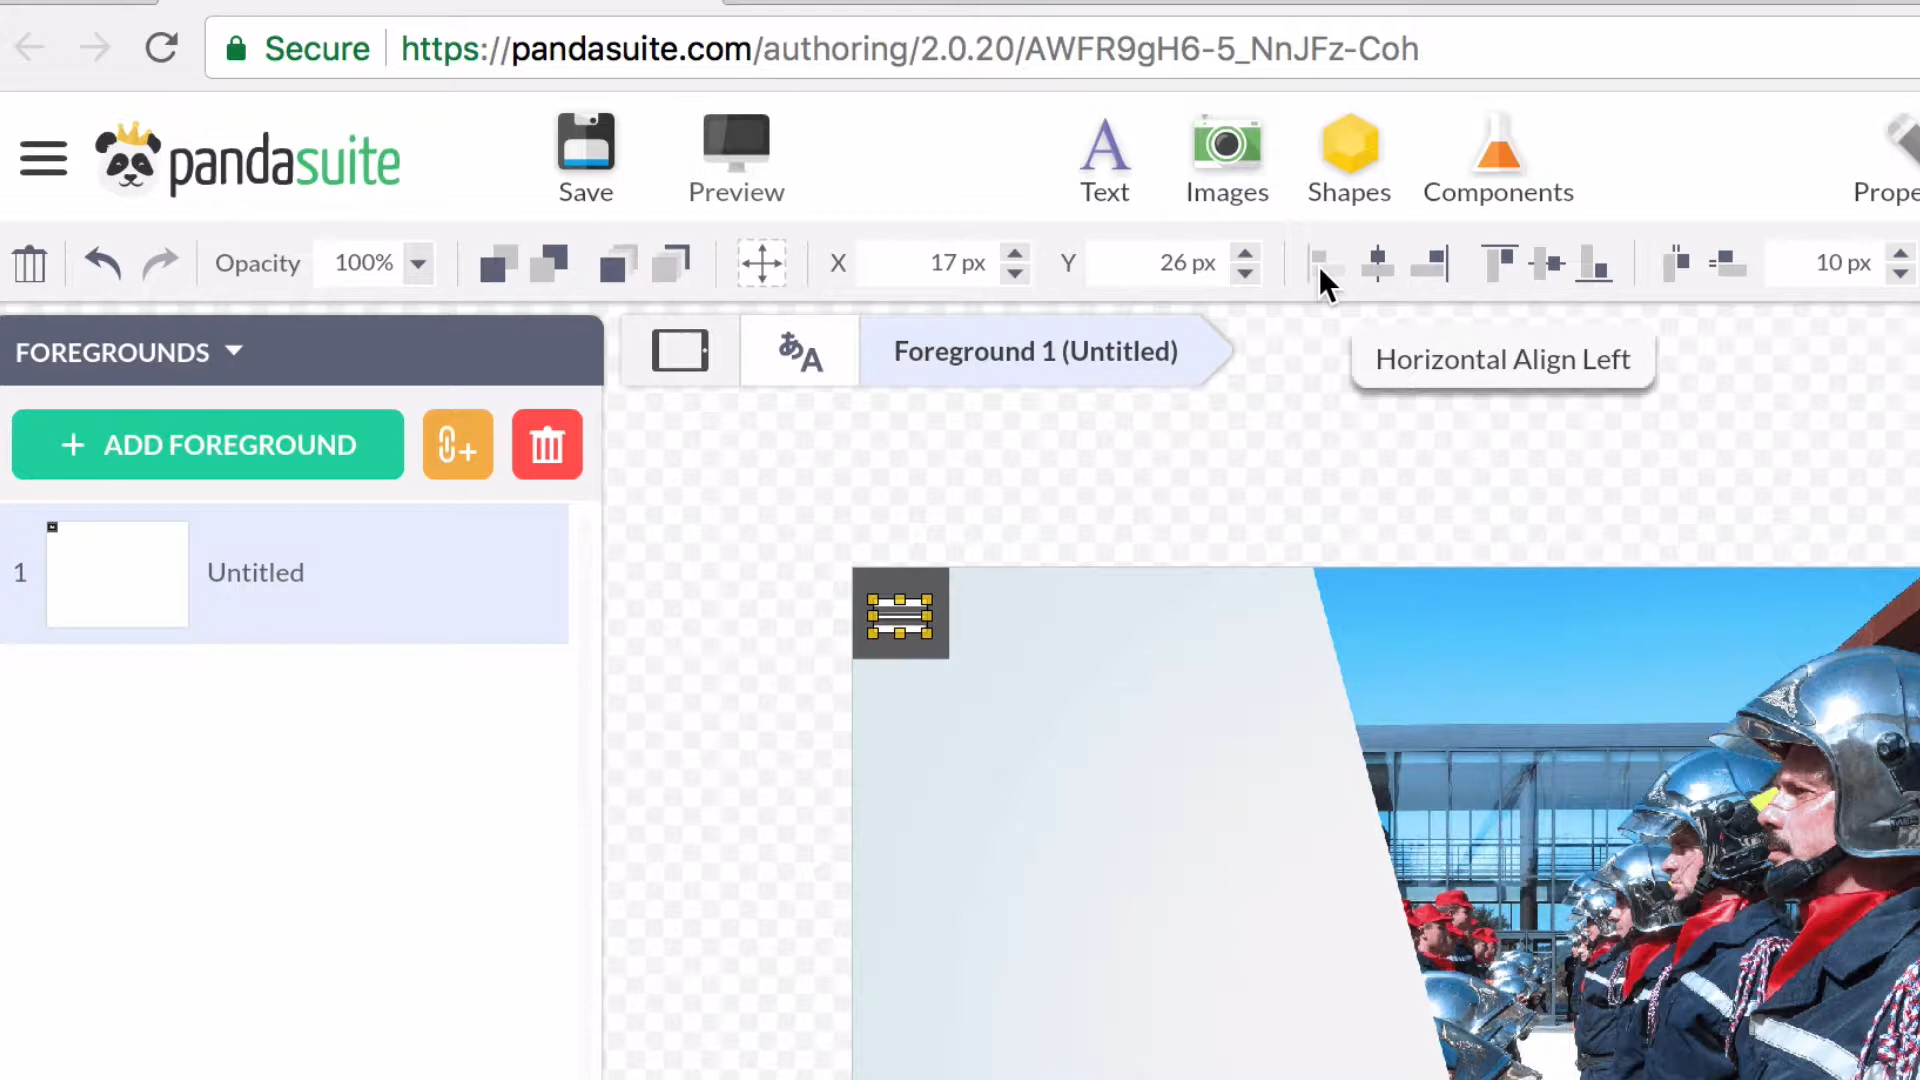 Secure https://pandasuite.com/authoring/2.0.20/AWFR9gH6-5_NnJFz-Coh
pandasuite
Save Preview Text Images Shapes Components Prope
Opacity 100% X 17 px Y 26 px 10 px
FOREGROUNDS
あA Foreground 1 (Untitled) Horizontal Align Left
+ ADD FOREGROUND
1 Untitled